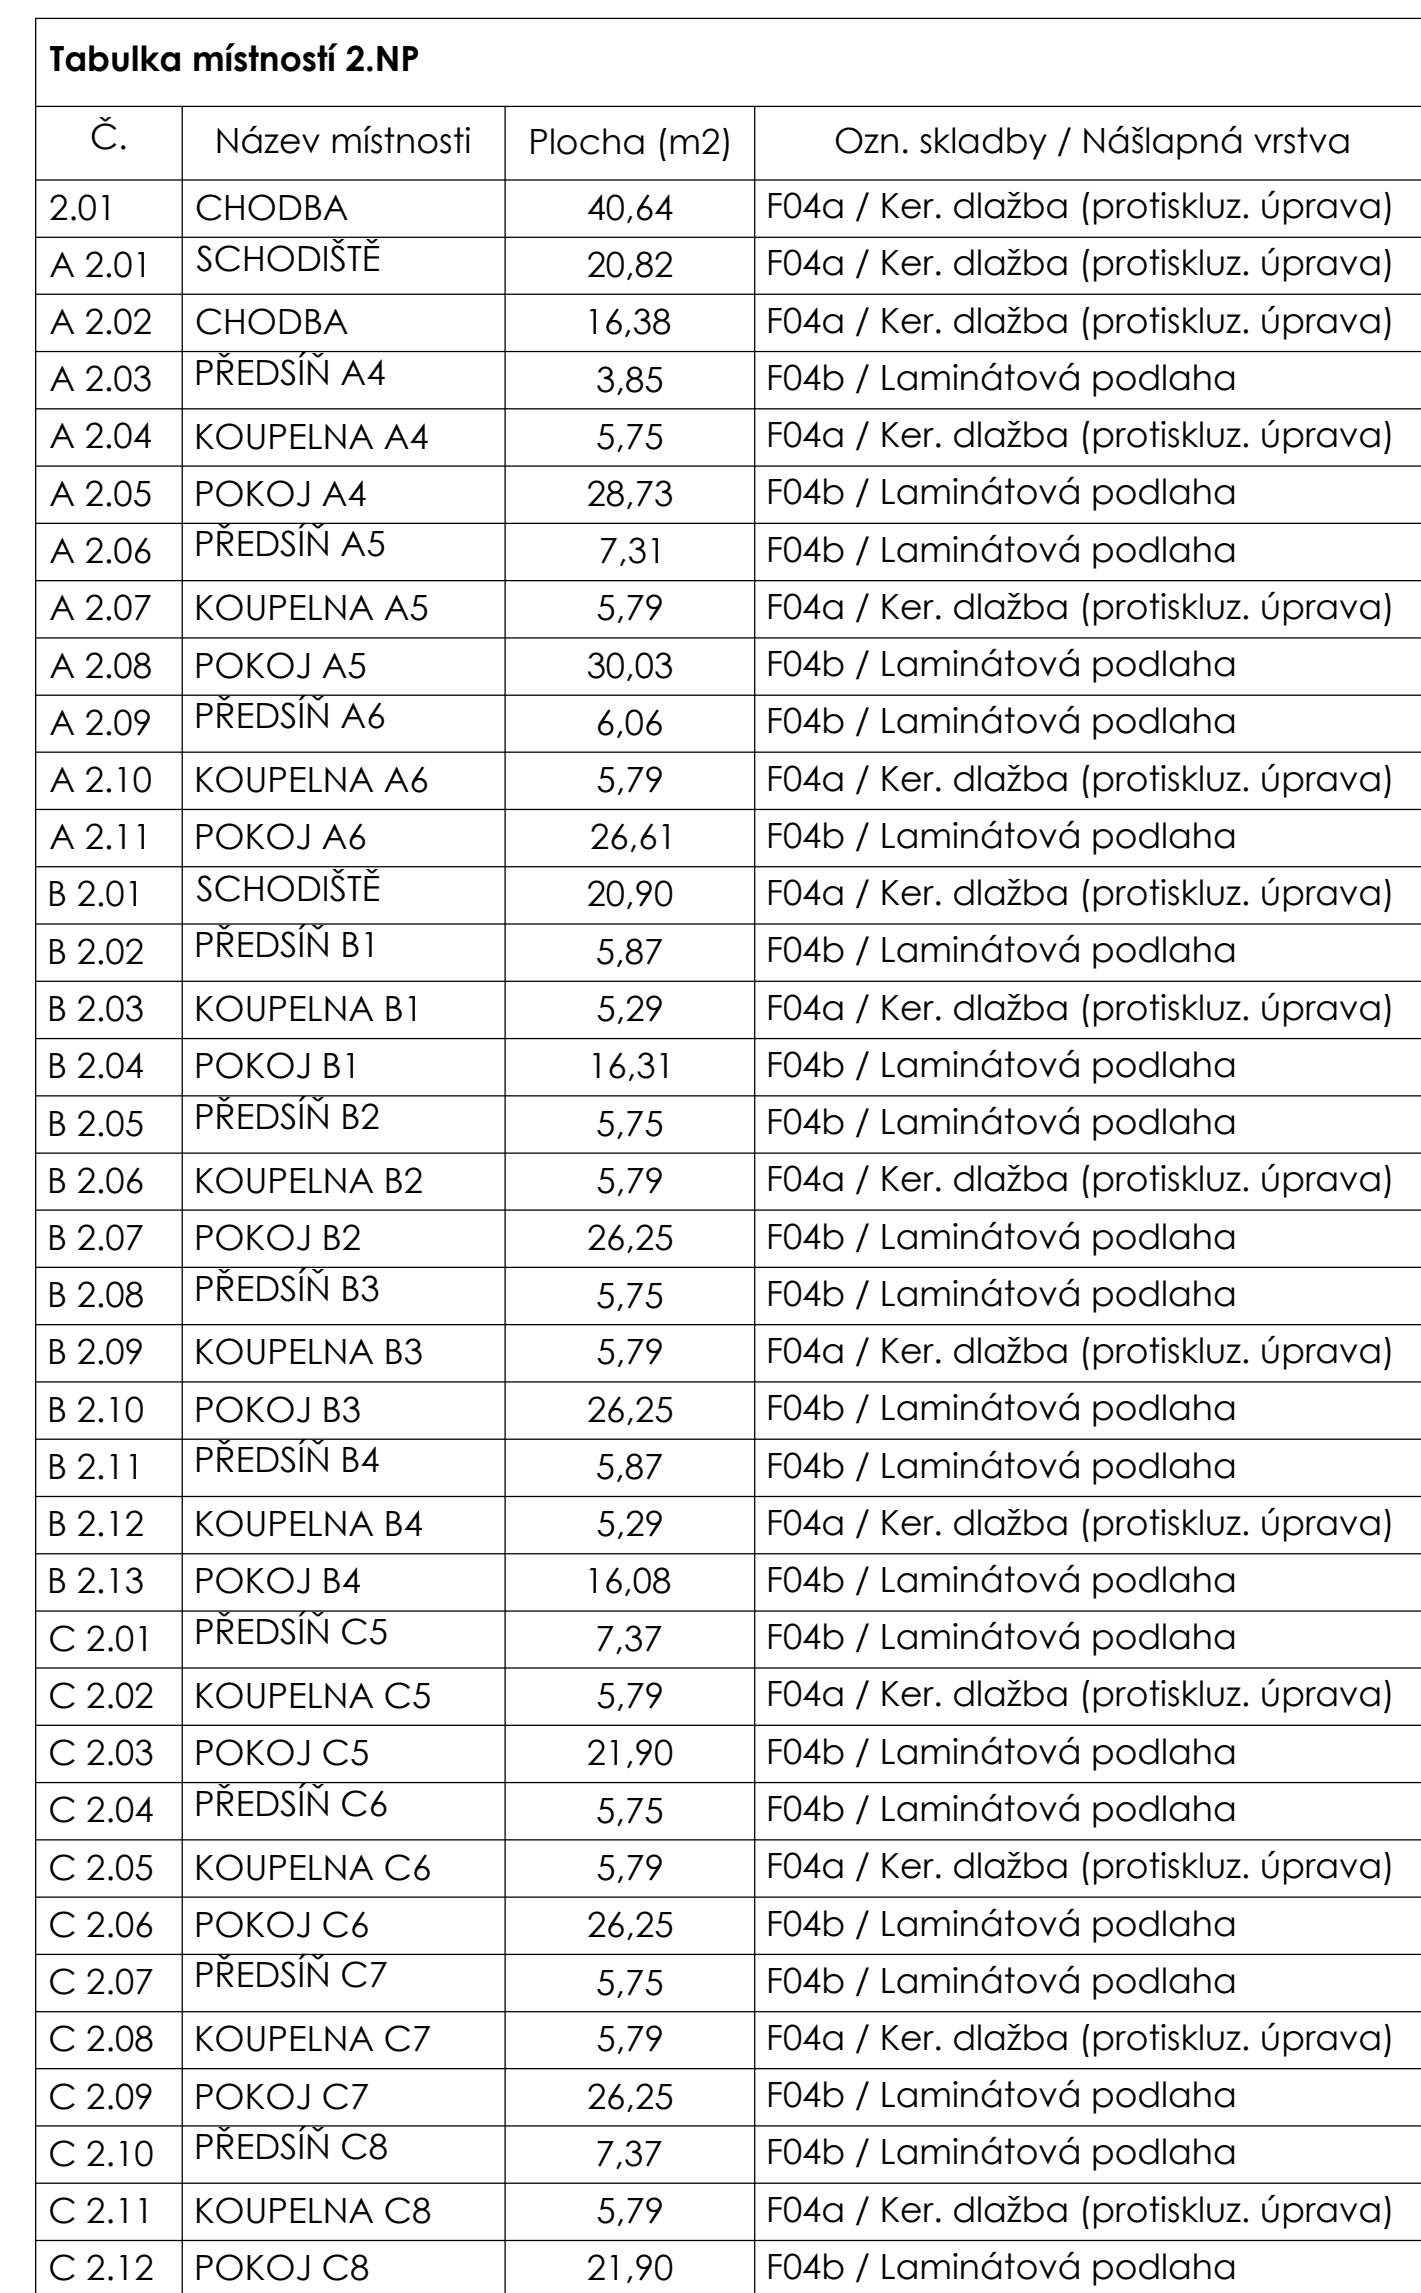 Tabulka místností 2.NP
Č. Název místnosti Plocha (m2) Ozn. skladby / Nášlapná vrstva
2.01 CHODBA 40,64 F04a / Ker. dlažba (protiskluz. úprava)
A 2.01 SCHODIŠTĚ 20,82 F04a / Ker. dlažba (protiskluz. úprava)
A 2.02 CHODBA 16,38 F04a / Ker. dlažba (protiskluz. úprava)
A 2.03 PŘEDSÍŇ A4 3,85 F04b / Laminátová podlaha
A 2.04 KOUPELNA A4 5,75 F04a / Ker. dlažba (protiskluz. úprava)
A 2.05 POKOJ A4 28,73 F04b / Laminátová podlaha
A 2.06 PŘEDSÍŇ A5 7,31 F04b / Laminátová podlaha
A 2.07 KOUPELNA A5 5,79 F04a / Ker. dlažba (protiskluz. úprava)
A 2.08 POKOJ A5 30,03 F04b / Laminátová podlaha
A 2.09 PŘEDSÍŇ A6 6,06 F04b / Laminátová podlaha
A 2.10 KOUPELNA A6 5,79 F04a / Ker. dlažba (protiskluz. úprava)
A 2.11 POKOJ A6 26,61 F04b / Laminátová podlaha
B 2.01 SCHODIŠTĚ 20,90 F04a / Ker. dlažba (protiskluz. úprava)
B 2.02 PŘEDSÍŇ B1 5,87 F04b / Laminátová podlaha
B 2.03 KOUPELNA B1 5,29 F04a / Ker. dlažba (protiskluz. úprava)
B 2.04 POKOJ B1 16,31 F04b / Laminátová podlaha
B 2.05 PŘEDSÍŇ B2 5,75 F04b / Laminátová podlaha
B 2.06 KOUPELNA B2 5,79 F04a / Ker. dlažba (protiskluz. úprava)
B 2.07 POKOJ B2 26,25 F04b / Laminátová podlaha
B 2.08 PŘEDSÍŇ B3 5,75 F04b / Laminátová podlaha
B 2.09 KOUPELNA B3 5,79 F04a / Ker. dlažba (protiskluz. úprava)
B 2.10 POKOJ B3 26,25 F04b / Laminátová podlaha
B 2.11 PŘEDSÍŇ B4 5,87 F04b / Laminátová podlaha
B 2.12 KOUPELNA B4 5,29 F04a / Ker. dlažba (protiskluz. úprava)
B 2.13 POKOJ B4 16,08 F04b / Laminátová podlaha
C 2.01 PŘEDSÍŇ C5 7,37 F04b / Laminátová podlaha
C 2.02 KOUPELNA C5 5,79 F04a / Ker. dlažba (protiskluz. úprava)
C 2.03 POKOJ C5 21,90 F04b / Laminátová podlaha
C 2.04 PŘEDSÍŇ C6 5,75 F04b / Laminátová podlaha
C 2.05 KOUPELNA C6 5,79 F04a / Ker. dlažba (protiskluz. úprava)
C 2.06 POKOJ C6 26,25 F04b / Laminátová podlaha
C 2.07 PŘEDSÍŇ C7 5,75 F04b / Laminátová podlaha
C 2.08 KOUPELNA C7 5,79 F04a / Ker. dlažba (protiskluz. úprava)
C 2.09 POKOJ C7 26,25 F04b / Laminátová podlaha
C 2.10 PŘEDSÍŇ C8 7,37 F04b / Laminátová podlaha
C 2.11 KOUPELNA C8 5,79 F04a / Ker. dlažba (protiskluz. úprava)
C 2.12 POKOJ C8 21,90 F04b / Laminátová podlaha